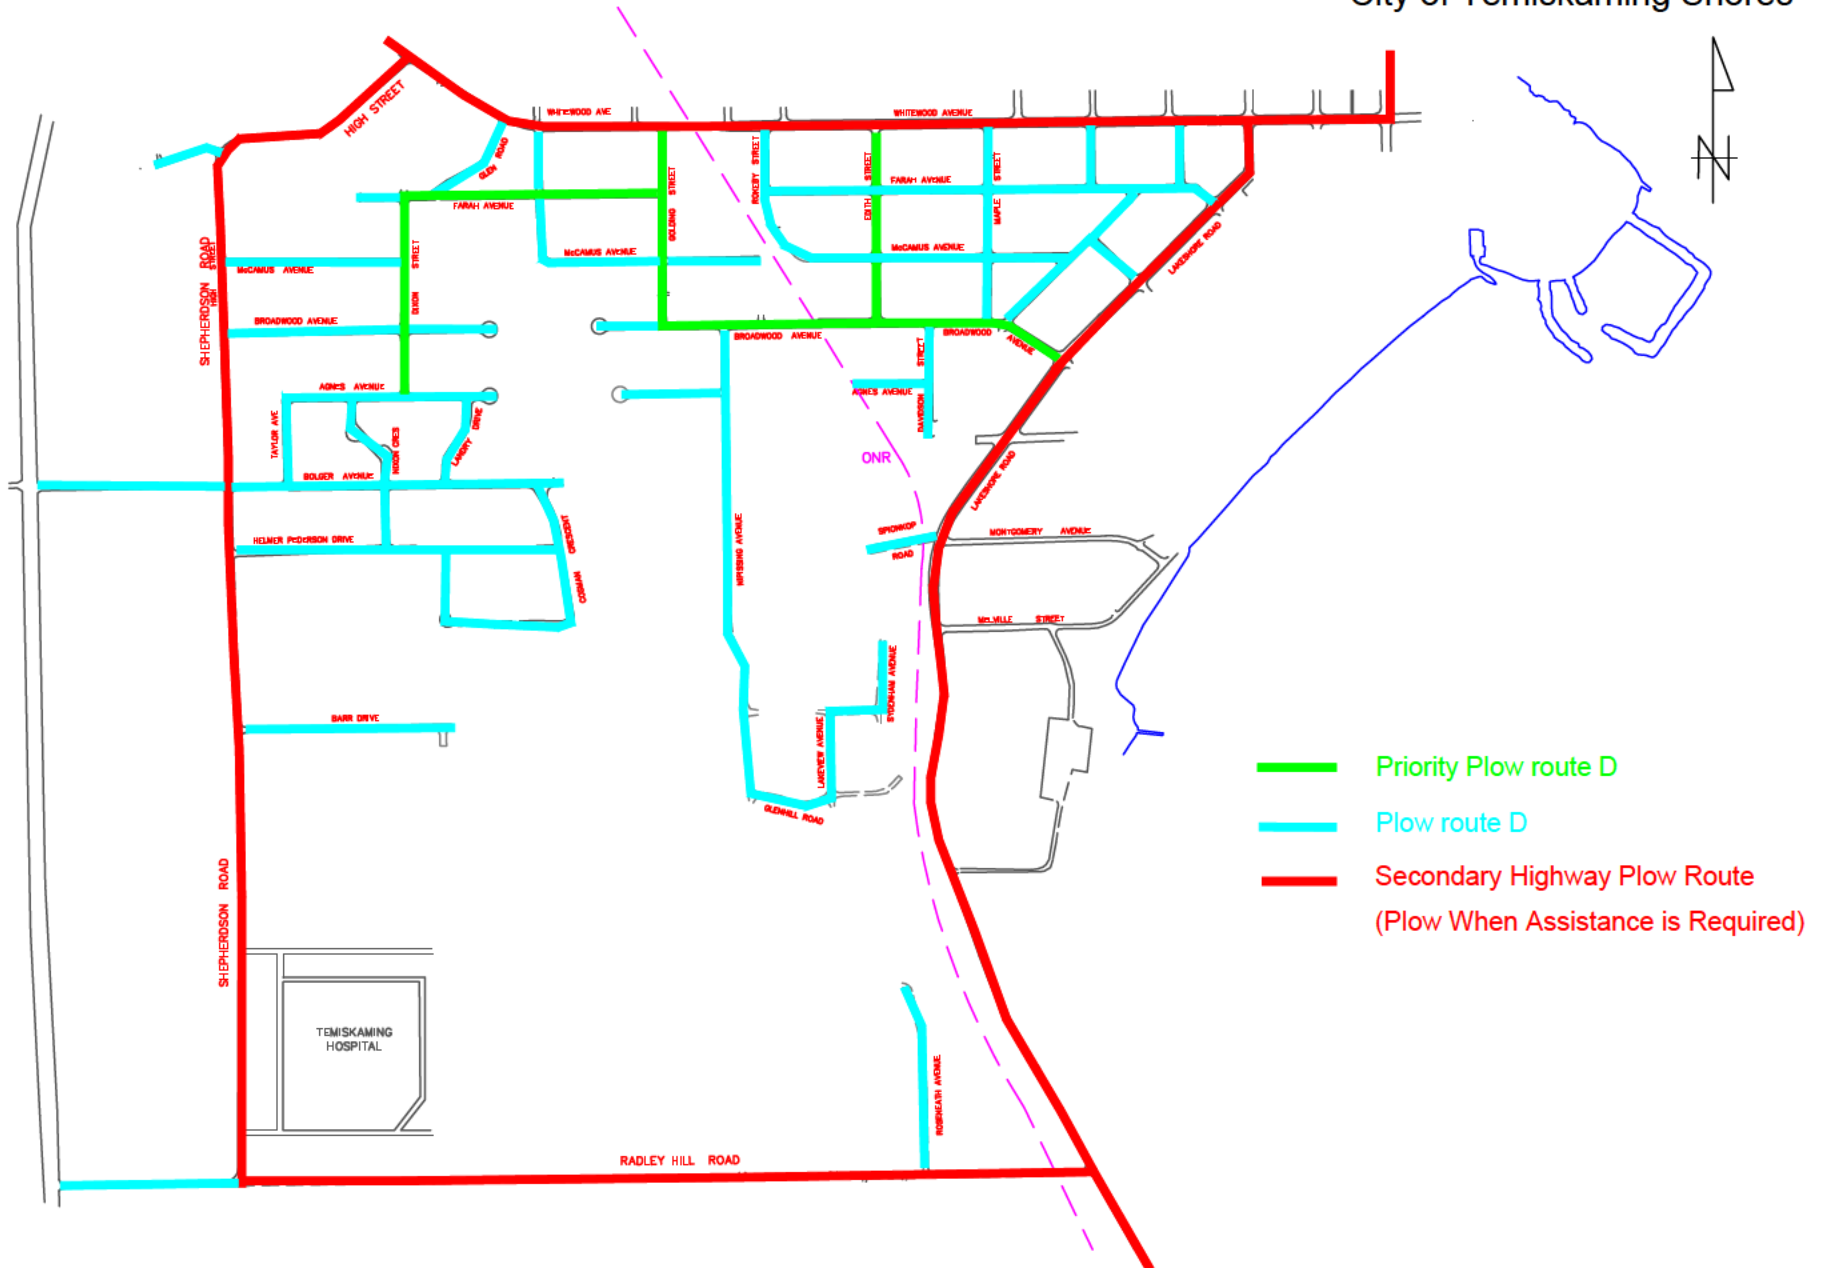 City of Temiskaming Shores
HIGH STREET
WHITEWOOD AVE
WHITEWOOD AVENUE
GLEN ROAD
FARAH AVENUE
GOLDING STREET
ROKEBY STREET
EDITH STREET
FARAH AVENUE
MAPLE STREET
LAKESHORE ROAD
SHEPHERDSON ROAD
HIGH STREET
McCAMUS AVENUE
DIXON STREET
McCAMUS AVENUE
McCAMUS AVENUE
BROADWOOD AVENUE
BROADWOOD AVENUE
BROADWOOD AVENUE
AGNES AVENUE
AGNES AVENUE
DAVIDSON STREET
TAYLOR AVE
NIXON CRES
LANDRY DRIVE
ONR
LAKESHORE ROAD
BOLGER AVENUE
HELMER PEDERSON DRIVE
COSMAN CRESCENT
NIPISSING AVENUE
SPIONKOP
ROAD
MONTGOMERY AVENUE
MELVILLE STREET
SYDENHAM AVENUE
BARR DRIVE
LAKEVIEW AVENUE
GLENHILL ROAD
SHEPHERDSON ROAD
TEMISKAMING
HOSPITAL
ROSENEATH AVENUE
RADLEY HILL ROAD
N
Priority Plow route D
Plow route D
Secondary Highway Plow Route
(Plow When Assistance is Required)